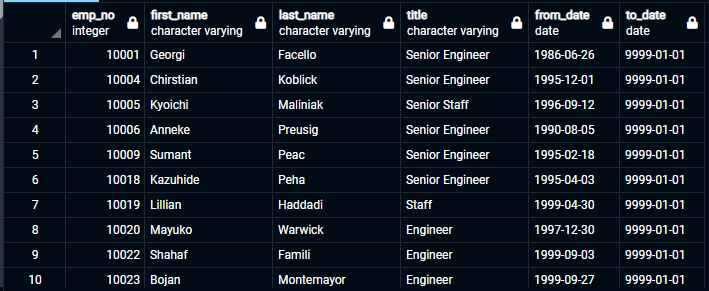 emp_no first_name last_name title from_date to_date
integer character varying character varying character varying date date
1 10001 Georgi Facello Senior Engineer 1986-06-26 9999-01-01
2 10004 Chirstian Koblick Senior Engineer 1995-12-01 9999-01-01
3 10005 Kyoichi Maliniak Senior Staff 1996-09-12 9999-01-01
4 10006 Anneke Preusig Senior Engineer 1990-08-05 9999-01-01
5 10009 Sumant Peac Senior Engineer 1995-02-18 9999-01-01
6 10018 Kazuhide Peha Senior Engineer 1995-04-03 9999-01-01
7 10019 Lillian Haddadi Staff 1999-04-30 9999-01-01
8 10020 Mayuko Warwick Engineer 1997-12-30 9999-01-01
9 10022 Shahaf Famili Engineer 1999-09-03 9999-01-01
10 10023 Bojan Montemayor Engineer 1999-09-27 9999-01-01